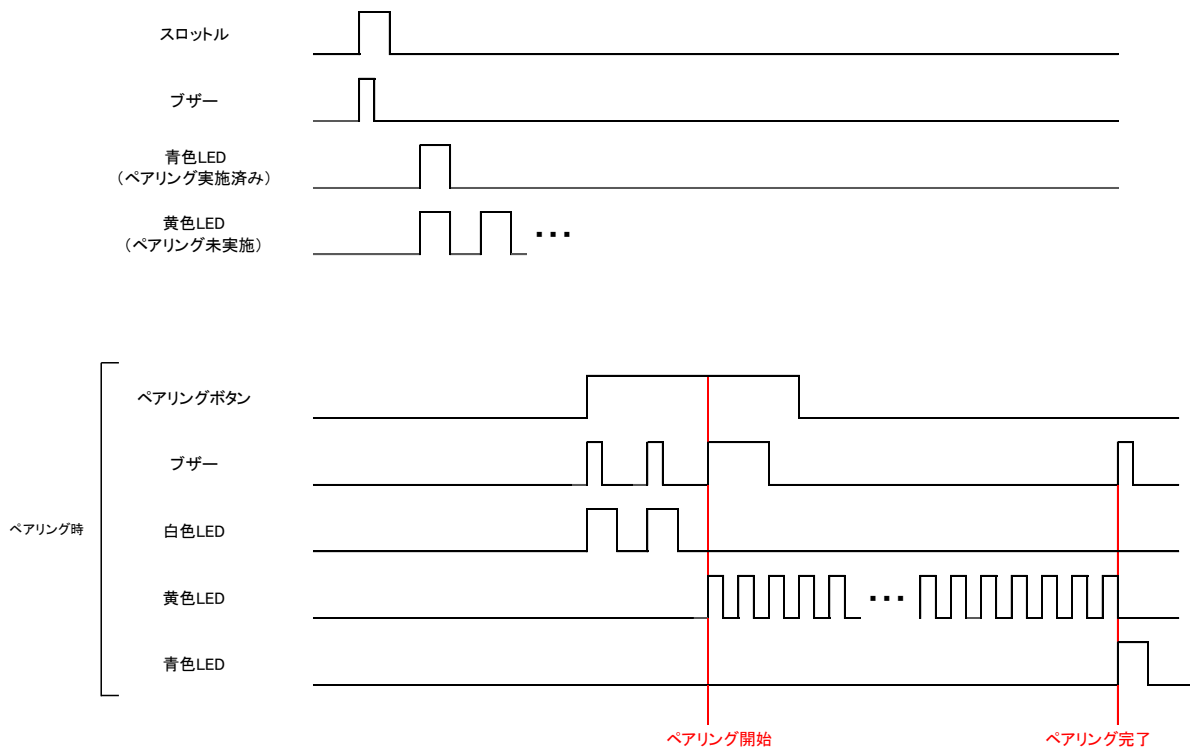 スロットル
ブザー
青色LED
（ペアリング実施済み）
黄色LED
（ペアリング未実施）
ペアリング時
ペアリングボタン
ブザー
白色LED
黄色LED
青色LED
ペアリング開始
ペアリング完了